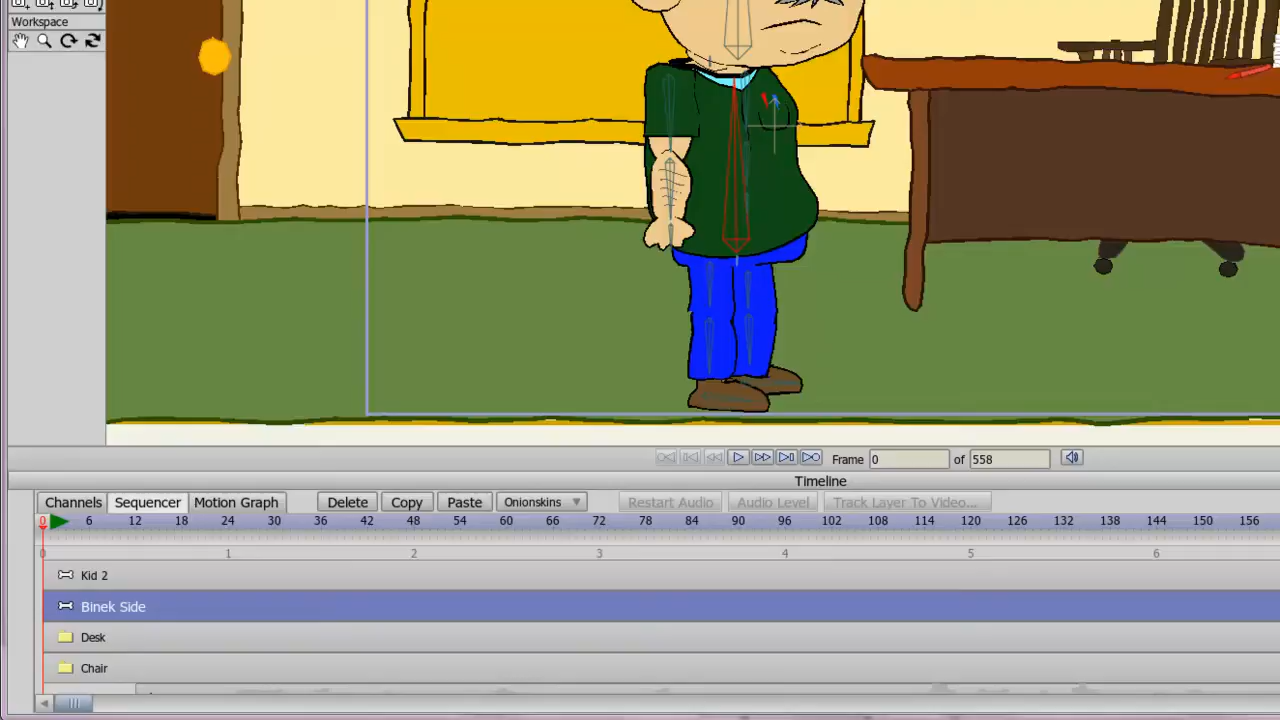 Workspace
Frame 0 of 558
Timeline
Channels Sequencer Motion Graph Delete Copy Paste Onionskins Restart Audio Audio Level Track Layer To Video...
0 6 12 18 24 30 36 42 48 54 60 66 72 78 84 90 96 102 108 114 120 126 132 138 144 150 156
0 1 2 3 4 5 6
Kid 2
Binek Side
Desk
Chair